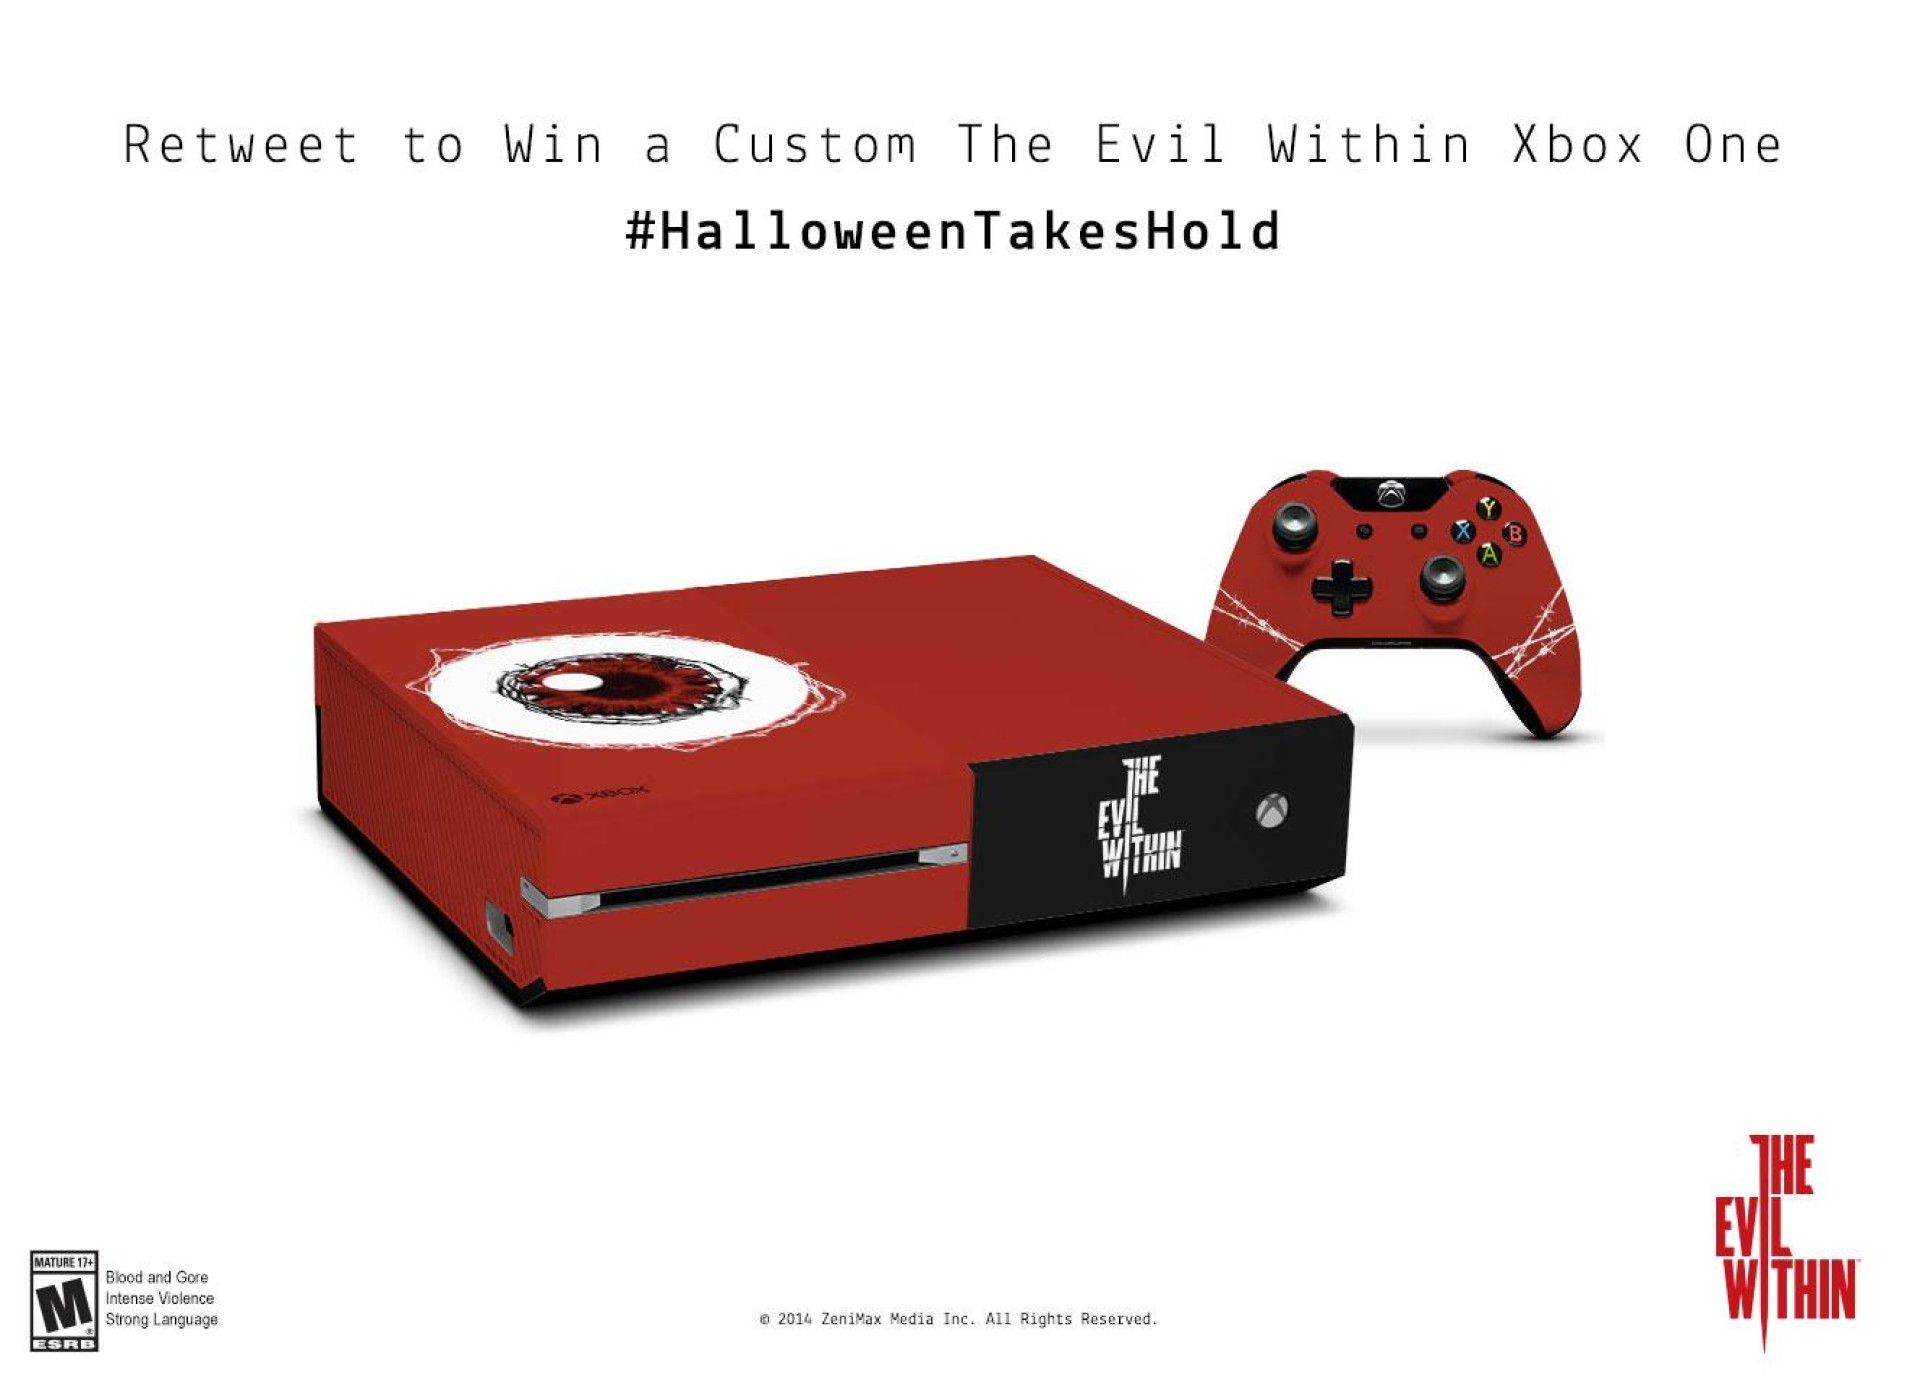 Retweet to Win a Custom The Evil Within Xbox One
#HalloweenTakesHold
Y
X
B
A
XBOX
THE
EVIL
WITHIN
THE
EVIL
WITHIN
MATURE 17+
M
ESRB
Blood and Gore
Intense Violence
Strong Language
© 2014 ZeniMax Media Inc. All Rights Reserved.